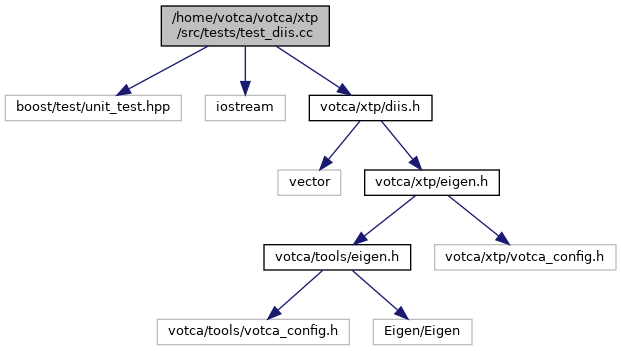 /home/votca/votca/xtp
/src/tests/test_diis.cc
boost/test/unit_test.hpp
iostream
votca/xtp/diis.h
vector
votca/xtp/eigen.h
votca/tools/eigen.h
votca/xtp/votca_config.h
votca/tools/votca_config.h
Eigen/Eigen